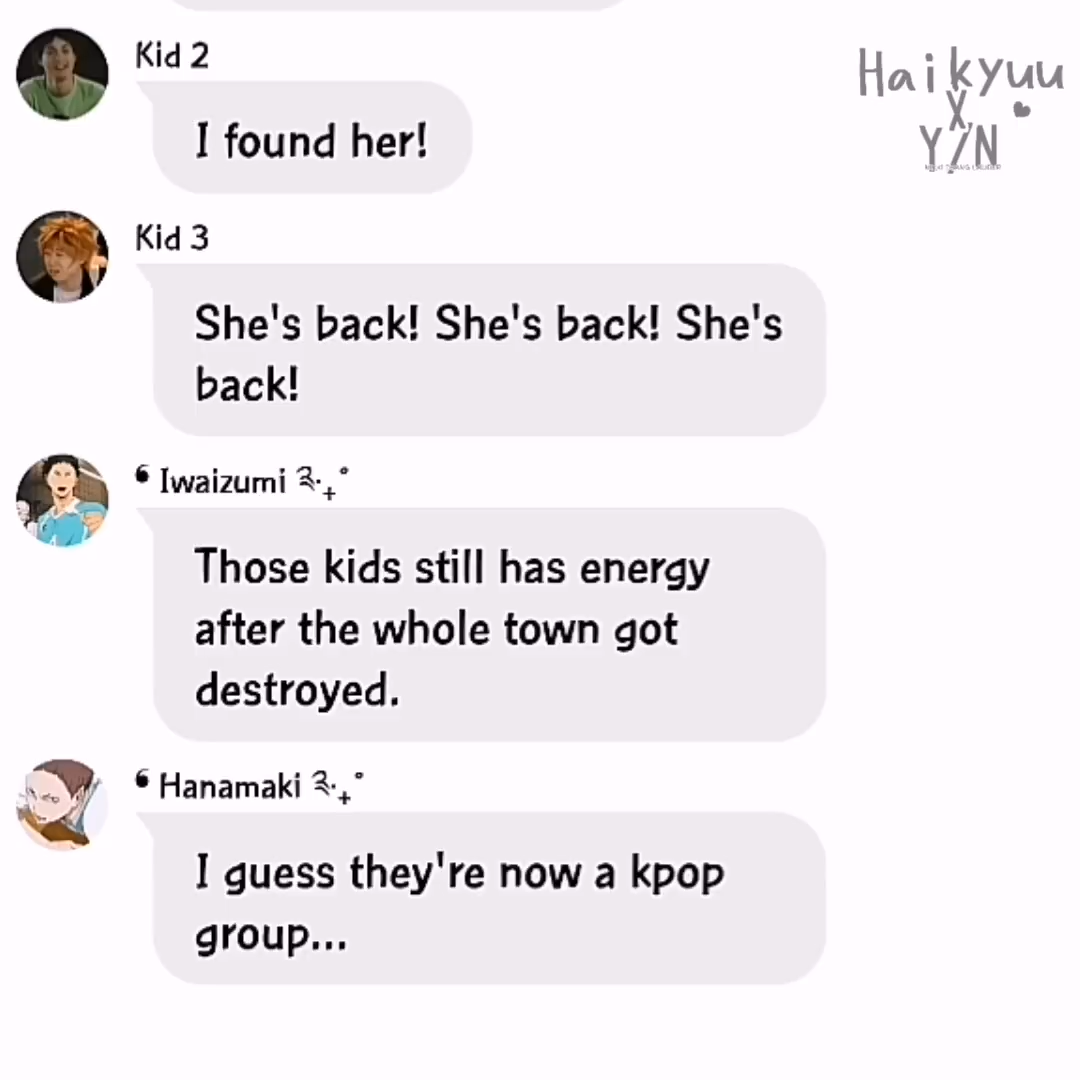 Kid 2
I found her!
Haikyuu
X
Y/N
Kid 3
She's back! She's back! She's
back!
❛ Iwaizumi ༉‧₊˚
Those kids still has energy
after the whole town got
destroyed.
❛ Hanamaki ༉‧₊˚
I guess they're now a kpop
group...